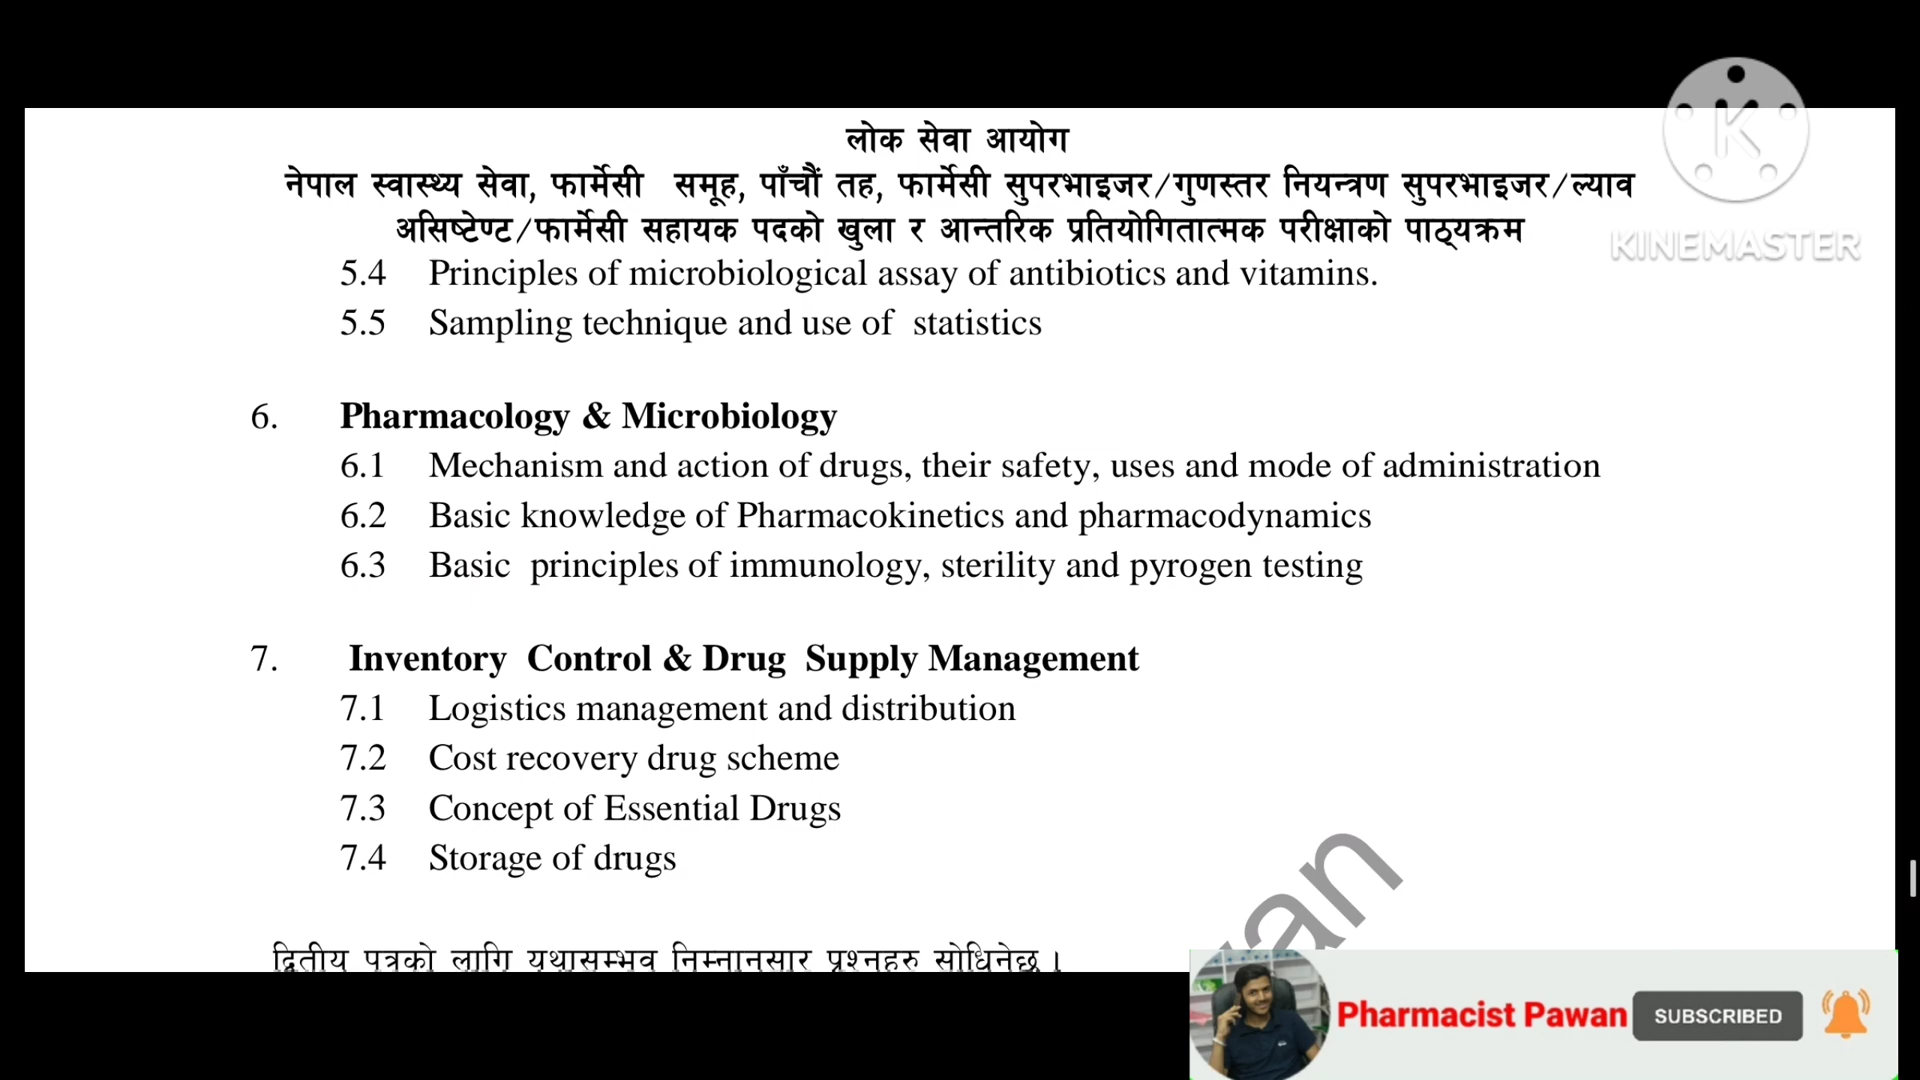 लोक सेवा आयोग
नेपाल स्वास्थ्य सेवा, फार्मेसी समूह, पाँचौं तह, फार्मेसी सुपरभाइजर/गुणस्तर नियन्त्रण सुपरभाइजर/ल्याव
असिष्टेण्ट/फार्मेसी सहायक पदको खुला र आन्तरिक प्रतियोगितात्मक परीक्षाको पाठ्यक्रम
K
KINEMASTER
5.4 Principles of microbiological assay of antibiotics and vitamins.
5.5 Sampling technique and use of statistics
6. Pharmacology & Microbiology
6.1 Mechanism and action of drugs, their safety, uses and mode of administration
6.2 Basic knowledge of Pharmacokinetics and pharmacodynamics
6.3 Basic principles of immunology, sterility and pyrogen testing
7. Inventory Control & Drug Supply Management
7.1 Logistics management and distribution
7.2 Cost recovery drug scheme
7.3 Concept of Essential Drugs
7.4 Storage of drugs
द्वितीय पत्रको लागि यथासम्भव निम्नानुसार प्रश्नहरु सोधिनेछ ।
Pharmacist Pawan
SUBSCRIBED